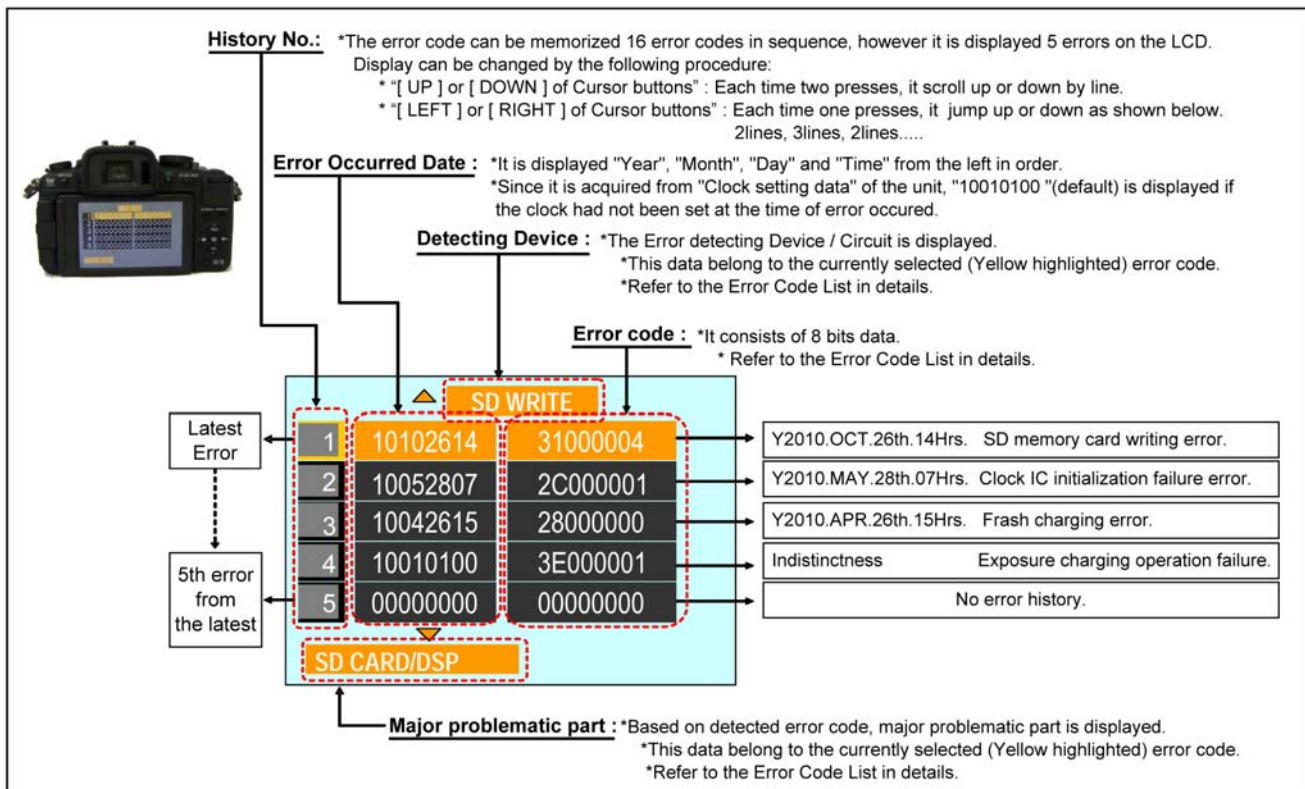 History No.: *The error code can be memorized 16 error codes in sequence, however it is displayed 5 errors on the LCD.
Display can be changed by the following procedure:
* “[ UP ] or [ DOWN ] of Cursor buttons” : Each time two presses, it scroll up or down by line.
* “[ LEFT ] or [ RIGHT ] of Cursor buttons” : Each time one presses, it jump up or down as shown below.
2lines, 3lines, 2lines.....
Error Occurred Date : *It is displayed "Year", "Month", "Day" and "Time" from the left in order.
*Since it is acquired from "Clock setting data" of the unit, "10010100 "(default) is displayed if
the clock had not been set at the time of error occured.
Detecting Device : *The Error detecting Device / Circuit is displayed.
*This data belong to the currently selected (Yellow highlighted) error code.
*Refer to the Error Code List in details.
Error code : *It consists of 8 bits data.
* Refer to the Error Code List in details.
SD WRITE
Latest
Error
1 10102614 31000004 Y2010.OCT.26th.14Hrs. SD memory card writing error.
2 10052807 2C000001 Y2010.MAY.28th.07Hrs. Clock IC initialization failure error.
3 10042615 28000000 Y2010.APR.26th.15Hrs. Frash charging error.
4 10010100 3E000001 Indistinctness Exposure charging operation failure.
5 00000000 00000000 No error history.
5th error
from
the latest
SD CARD/DSP
Major problematic part : *Based on detected error code, major problematic part is displayed.
*This data belong to the currently selected (Yellow highlighted) error code.
*Refer to the Error Code List in details.